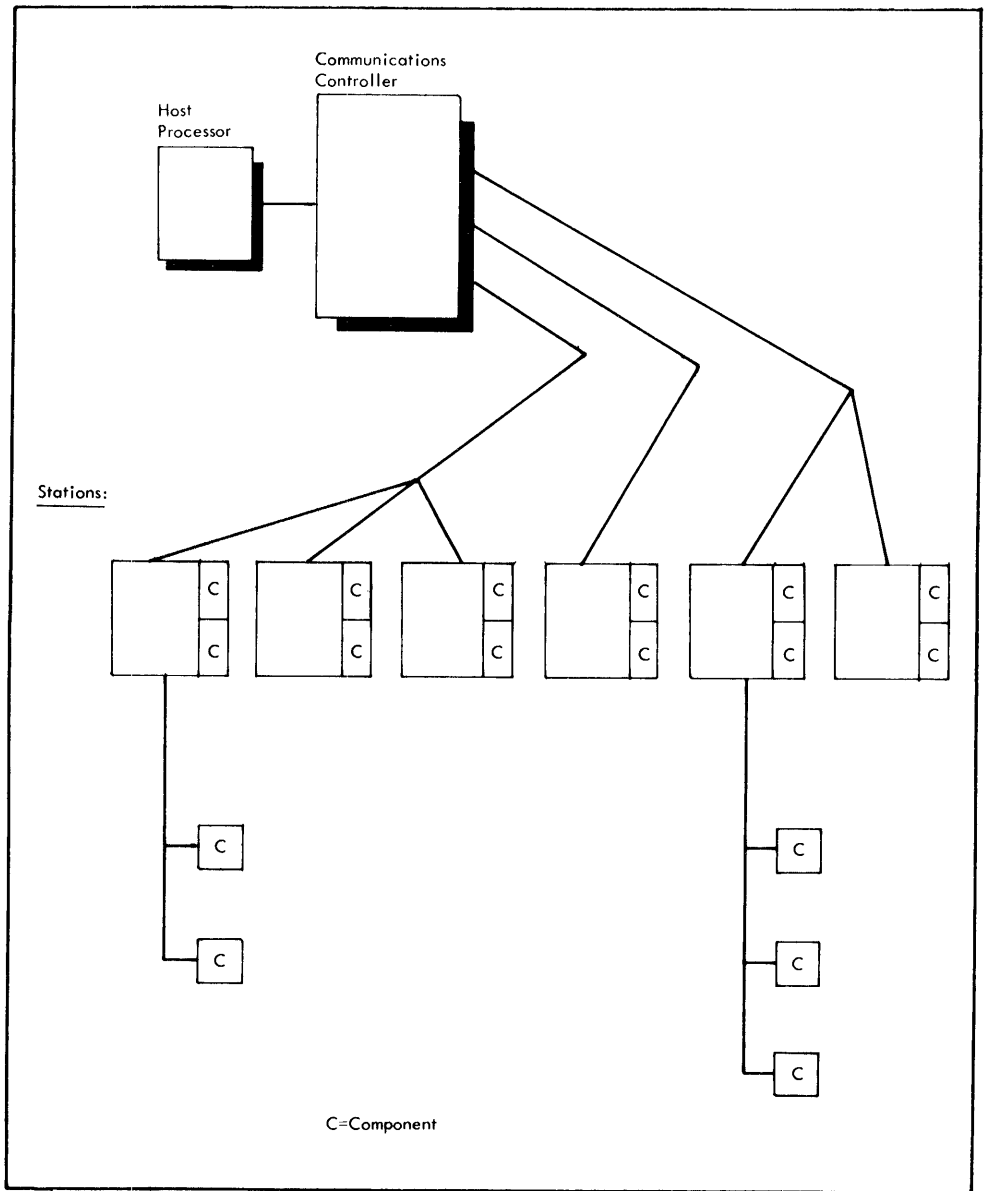 Communications
Controller
Host
Processor
Stations:
C C C C C C
C C C C C C
C C
C C
C
C=Component